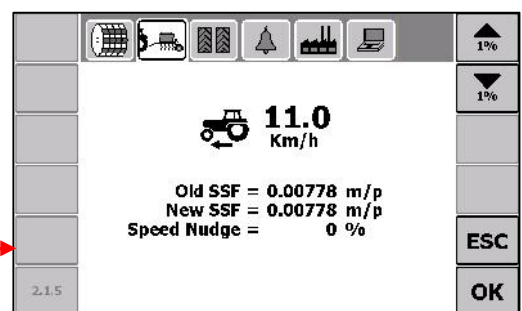 1%
1%
11.0
Km/h
Old SSF = 0.00778 m/p
New SSF = 0.00778 m/p
Speed Nudge = 0 %
ESC
2.1.5
OK